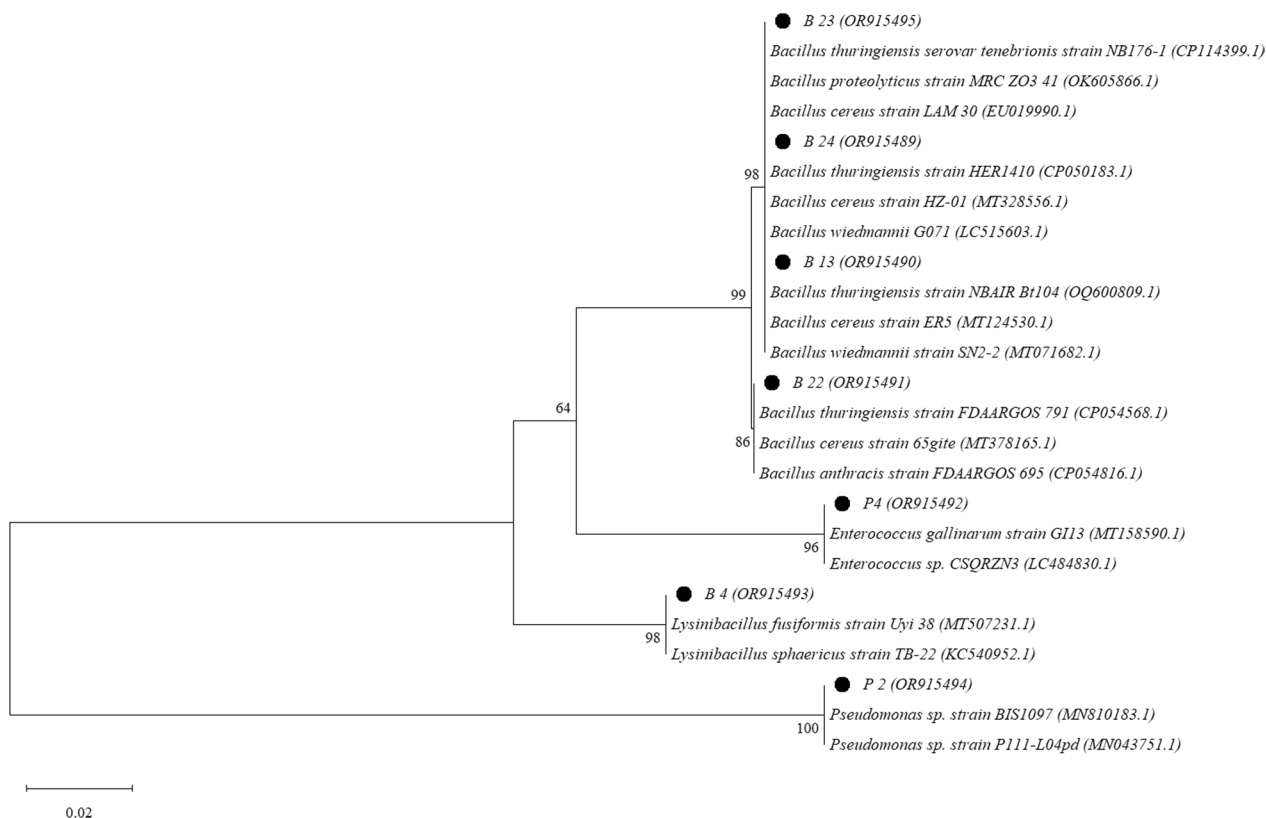 B 23 (OR915495)
Bacillus thuringiensis serovar tenebrionis strain NB176-1 (CP114399.1)
Bacillus proteolyticus strain MRC ZO3 41 (OK605866.1)
Bacillus cereus strain LAM 30 (EU019990.1)
B 24 (OR915489)
98
Bacillus thuringiensis strain HER1410 (CP050183.1)
Bacillus cereus strain HZ-01 (MT328556.1)
Bacillus wiedmannii G071 (LC515603.1)
B 13 (OR915490)
99
Bacillus thuringiensis strain NBAIR Bt104 (OQ600809.1)
Bacillus cereus strain ER5 (MT124530.1)
Bacillus wiedmannii strain SN2-2 (MT071682.1)
B 22 (OR915491)
64
Bacillus thuringiensis strain FDAARGOS 791 (CP054568.1)
86
Bacillus cereus strain 65gite (MT378165.1)
Bacillus anthracis strain FDAARGOS 695 (CP054816.1)
P4 (OR915492)
Enterococcus gallinarum strain GI13 (MT158590.1)
96
Enterococcus sp. CSQRZN3 (LC484830.1)
B 4 (OR915493)
Lysinibacillus fusiformis strain Uyi 38 (MT507231.1)
98
Lysinibacillus sphaericus strain TB-22 (KC540952.1)
P 2 (OR915494)
Pseudomonas sp. strain BIS1097 (MN810183.1)
100
Pseudomonas sp. strain P111-L04pd (MN043751.1)
0.02